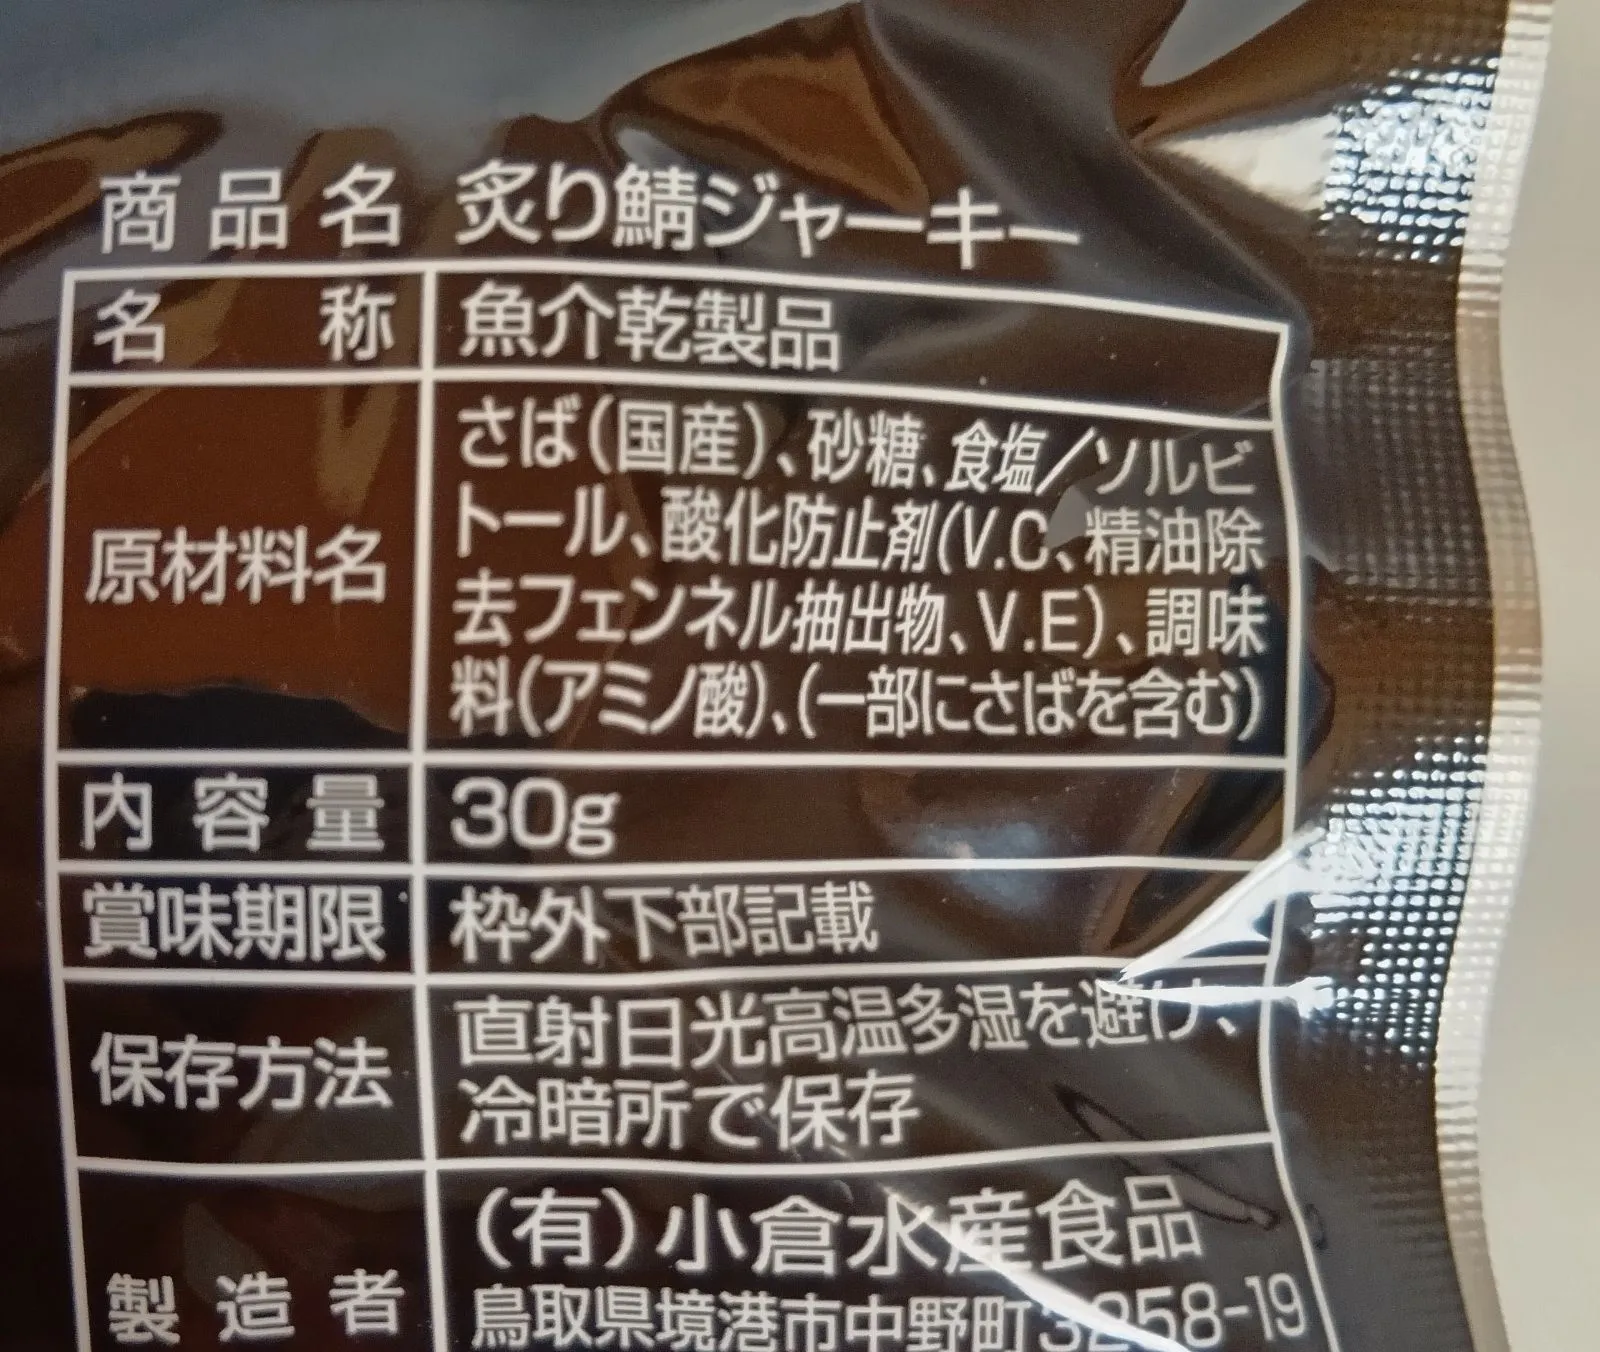 商品名 炙り鯖ジャーキー
名称 魚介乾製品
原材料名 さば(国産)、砂糖、食塩/ソルビ
トール、酸化防止剤(V.C、精油除
去フェンネル抽出物、V.E)、調味
料(アミノ酸)、(一部にさばを含む)
内容量 30g
賞味期限 枠外下部記載
保存方法 直射日光高温多湿を避け、
冷暗所で保存
製造者 (有)小倉水産食品
鳥取県境港市中野町3258-19